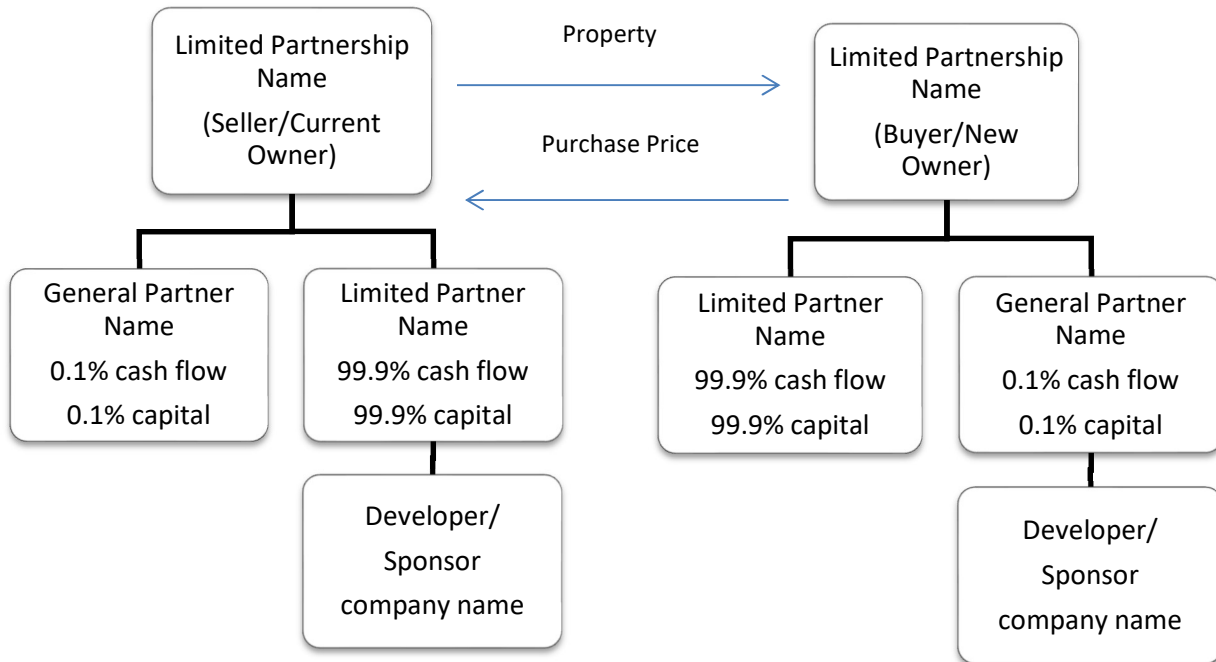 Limited Partnership
Name
(Seller/Current
Owner)
Property
Purchase Price
Limited Partnership
Name
(Buyer/New
Owner)
General Partner
Name
0.1% cash flow
0.1% capital
Limited Partner
Name
99.9% cash flow
99.9% capital
Limited Partner
Name
99.9% cash flow
99.9% capital
General Partner
Name
0.1% cash flow
0.1% capital
Developer/
Sponsor
company name
Developer/
Sponsor
company name